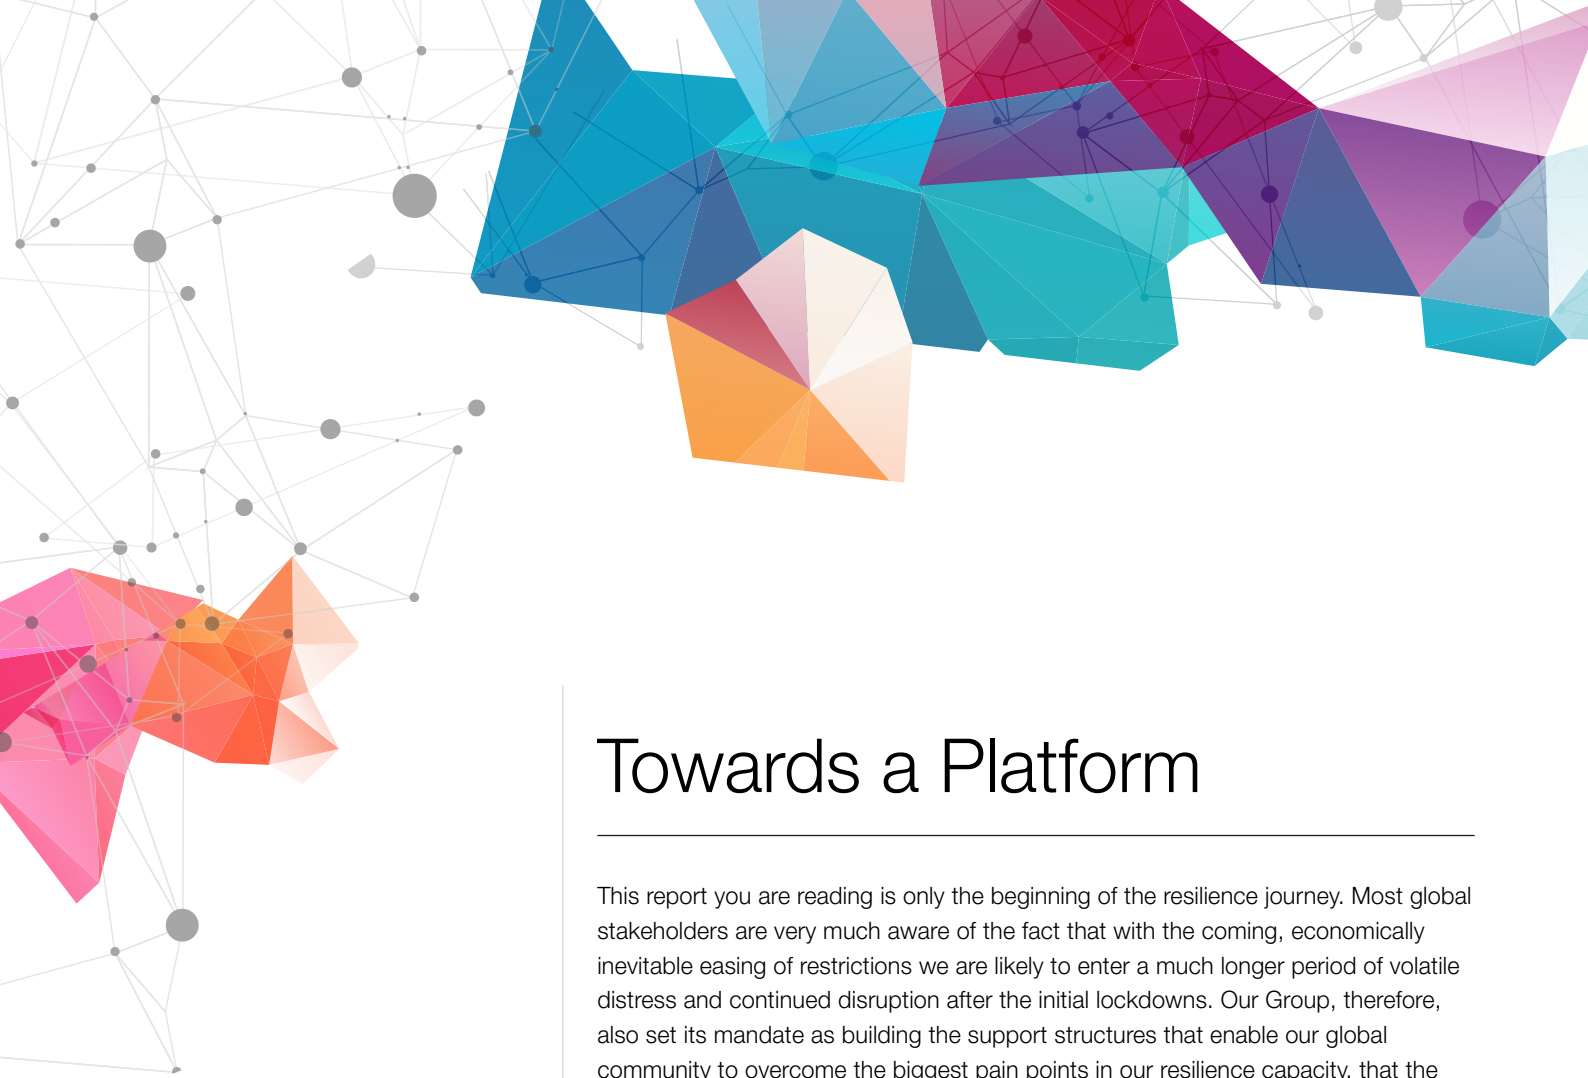 Towards a Platform
This report you are reading is only the beginning of the resilience journey. Most global
stakeholders are very much aware of the fact that with the coming, economically
inevitable easing of restrictions we are likely to enter a much longer period of volatile
distress and continued disruption after the initial lockdowns. Our Group, therefore,
also set its mandate as building the support structures that enable our global
community to overcome the biggest pain points in our resilience capacity, that the